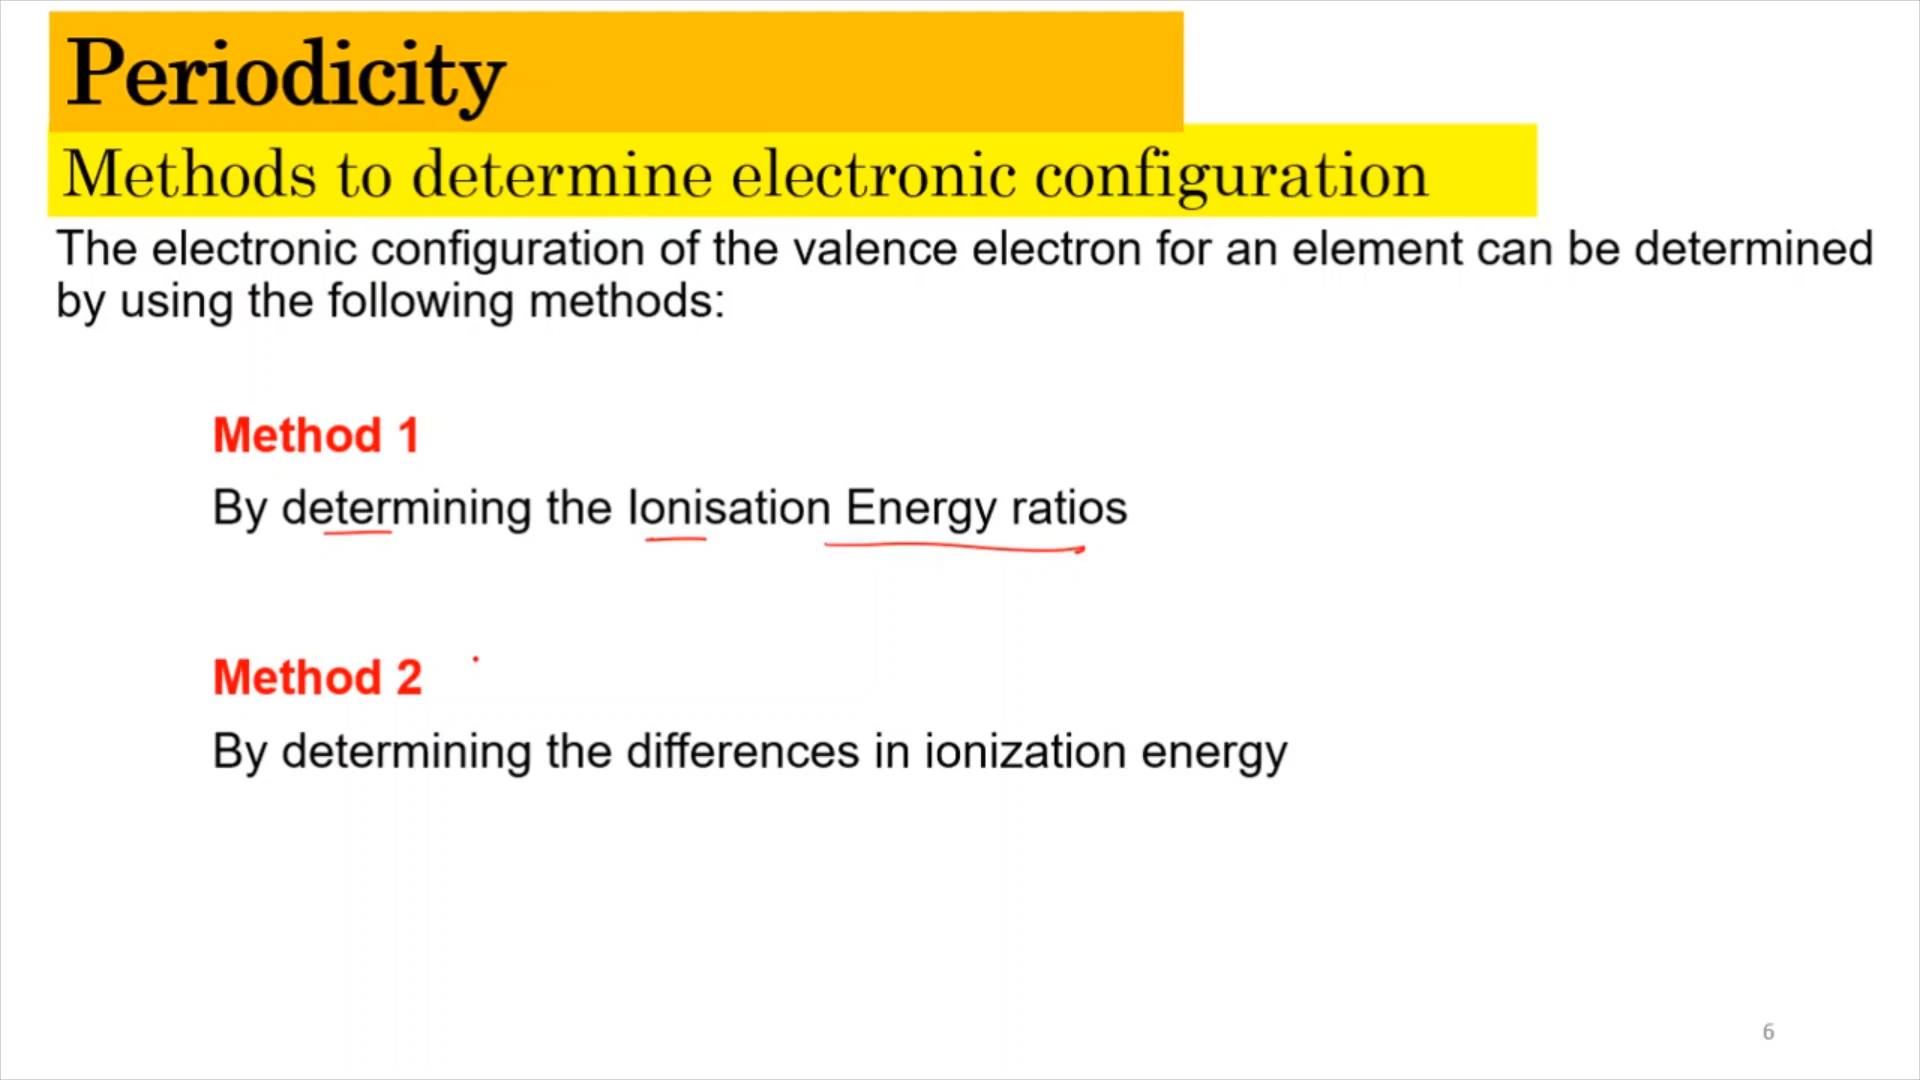 Periodicity
Methods to determine electronic configuration
The electronic configuration of the valence electron for an element can be determined
by using the following methods:
Method 1
By determining the Ionisation Energy ratios
Method 2
By determining the differences in ionization energy
6